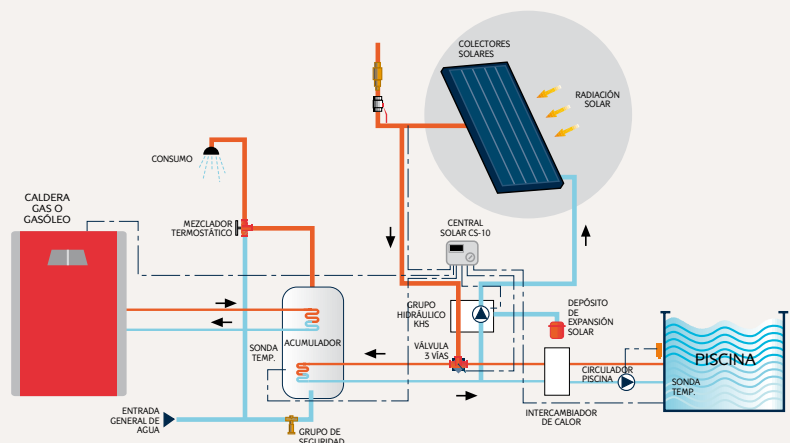 COLECTORES
SOLARES
RADIACIÓN
SOLAR
CONSUMO
CALDERA
GAS O
GASÓLEO
MEZCLADOR
TERMOSTÁTICO
CENTRAL
SOLAR CS-10
GRUPO
HIDRÁULICO
KHS
DEPÓSITO
DE
EXPANSIÓN
SOLAR
VÁLVULA
3 VÍAS
SONDA
TEMP.
ACUMULADOR
PISCINA
CIRCULADOR
PISCINA
SONDA
TEMP.
INTERCAMBIADOR
DE CALOR
ENTRADA
GENERAL DE
AGUA
GRUPO DE
SEGURIDAD